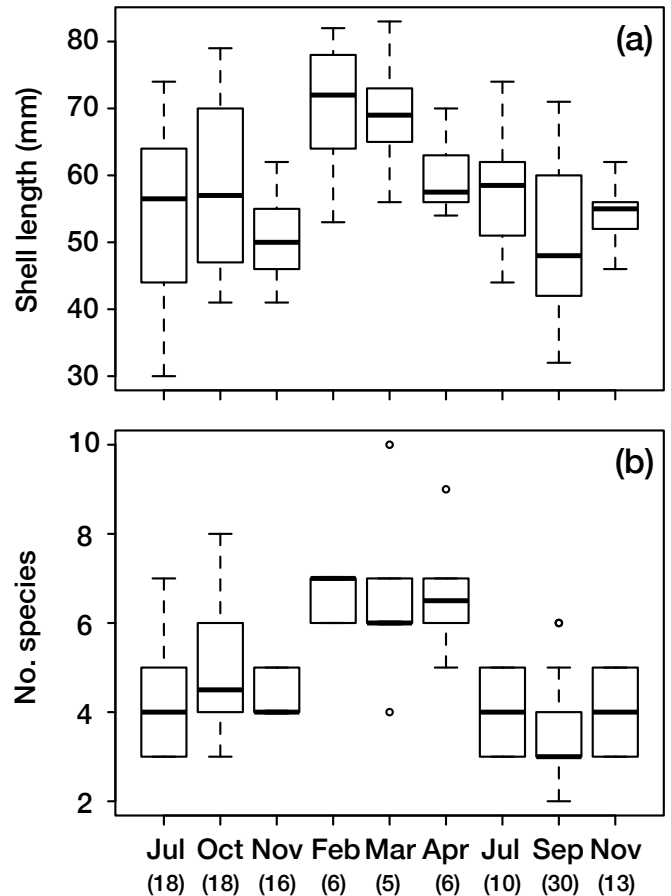 (a)
Shell length (mm)
80
70
60
50
40
30
(b)
No. species
10
8
6
4
2
Jul Oct Nov Feb Mar Apr Jul Sep Nov
(18) (18) (16) (6) (5) (6) (10) (30) (13)